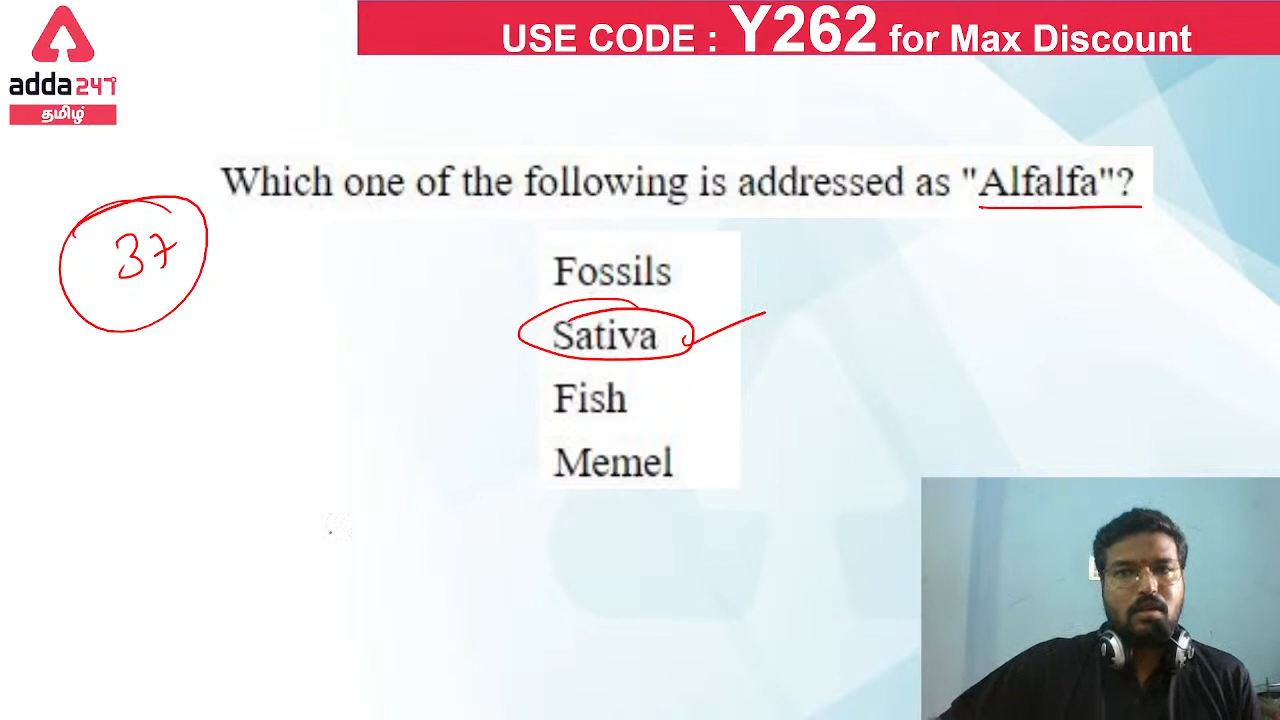 USE CODE : Y262 for Max Discount
adda247
தமிழ்
Which one of the following is addressed as "Alfalfa"?
37
Fossils
Sativa
Fish
Memel